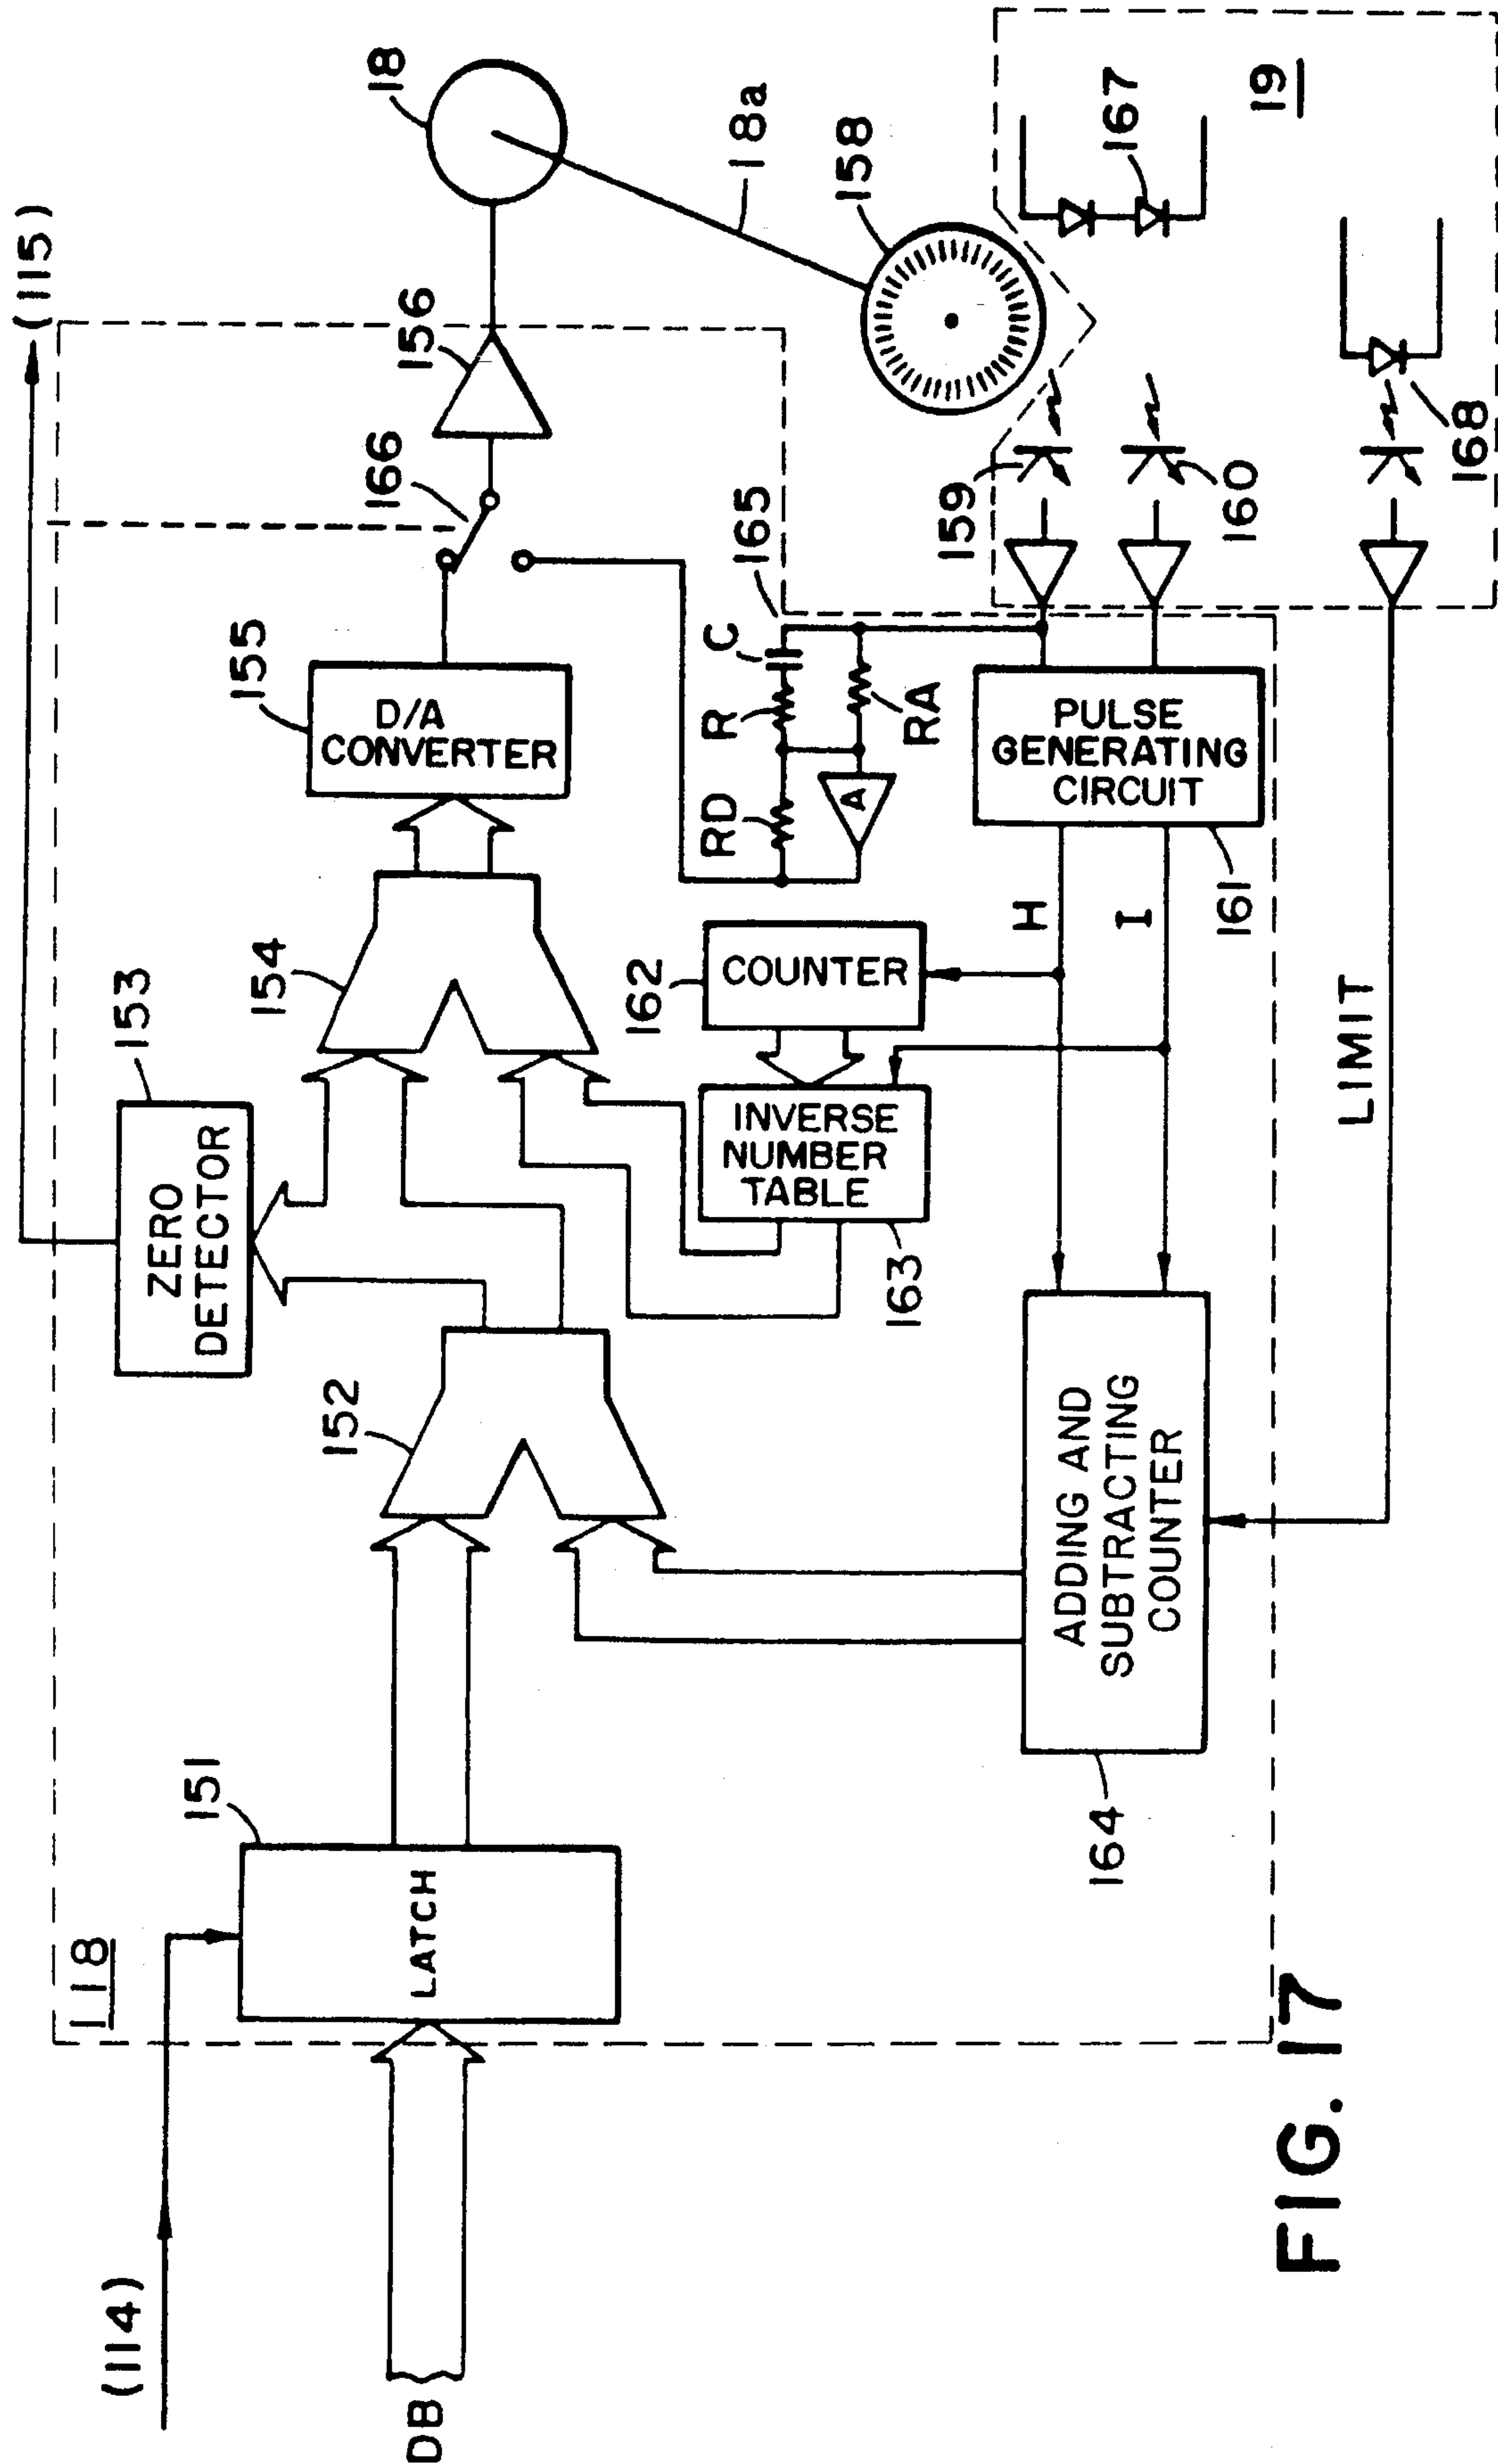 (114)
DB
118
LATCH
151
152
ZERO
DETECTOR
153
(115)
154
D/A
CONVERTER
155
166
156
18
18a
158
COUNTER
162
INVERSE
NUMBER
TABLE
163
RD
R
C
RA
A
165
159
160
PULSE
GENERATING
CIRCUIT
161
H
I
ADDING AND
SUBTRACTING
COUNTER
164
LIMIT
167
168
19
FIG. 17